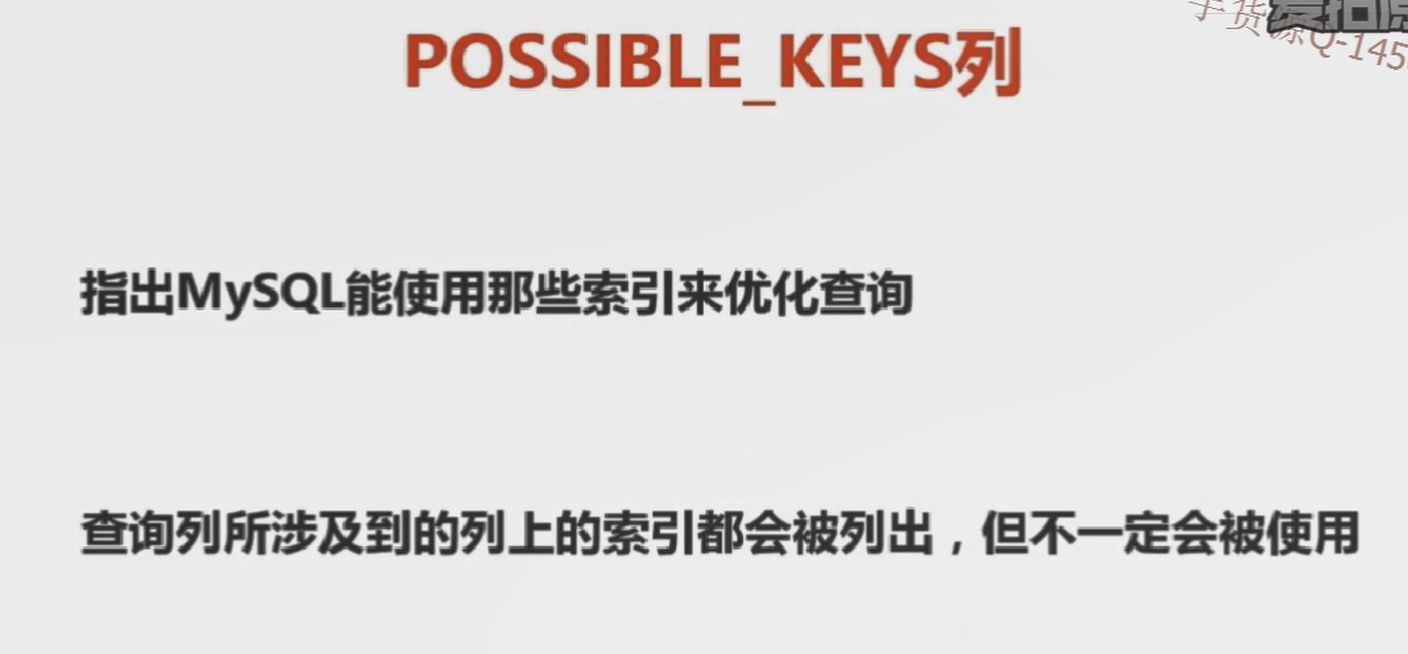 POSSIBLE_KEYS列
指出MySQL能使用那些索引来优化查询
查询列所涉及到的列上的索引都会被列出，但不一定会被使用